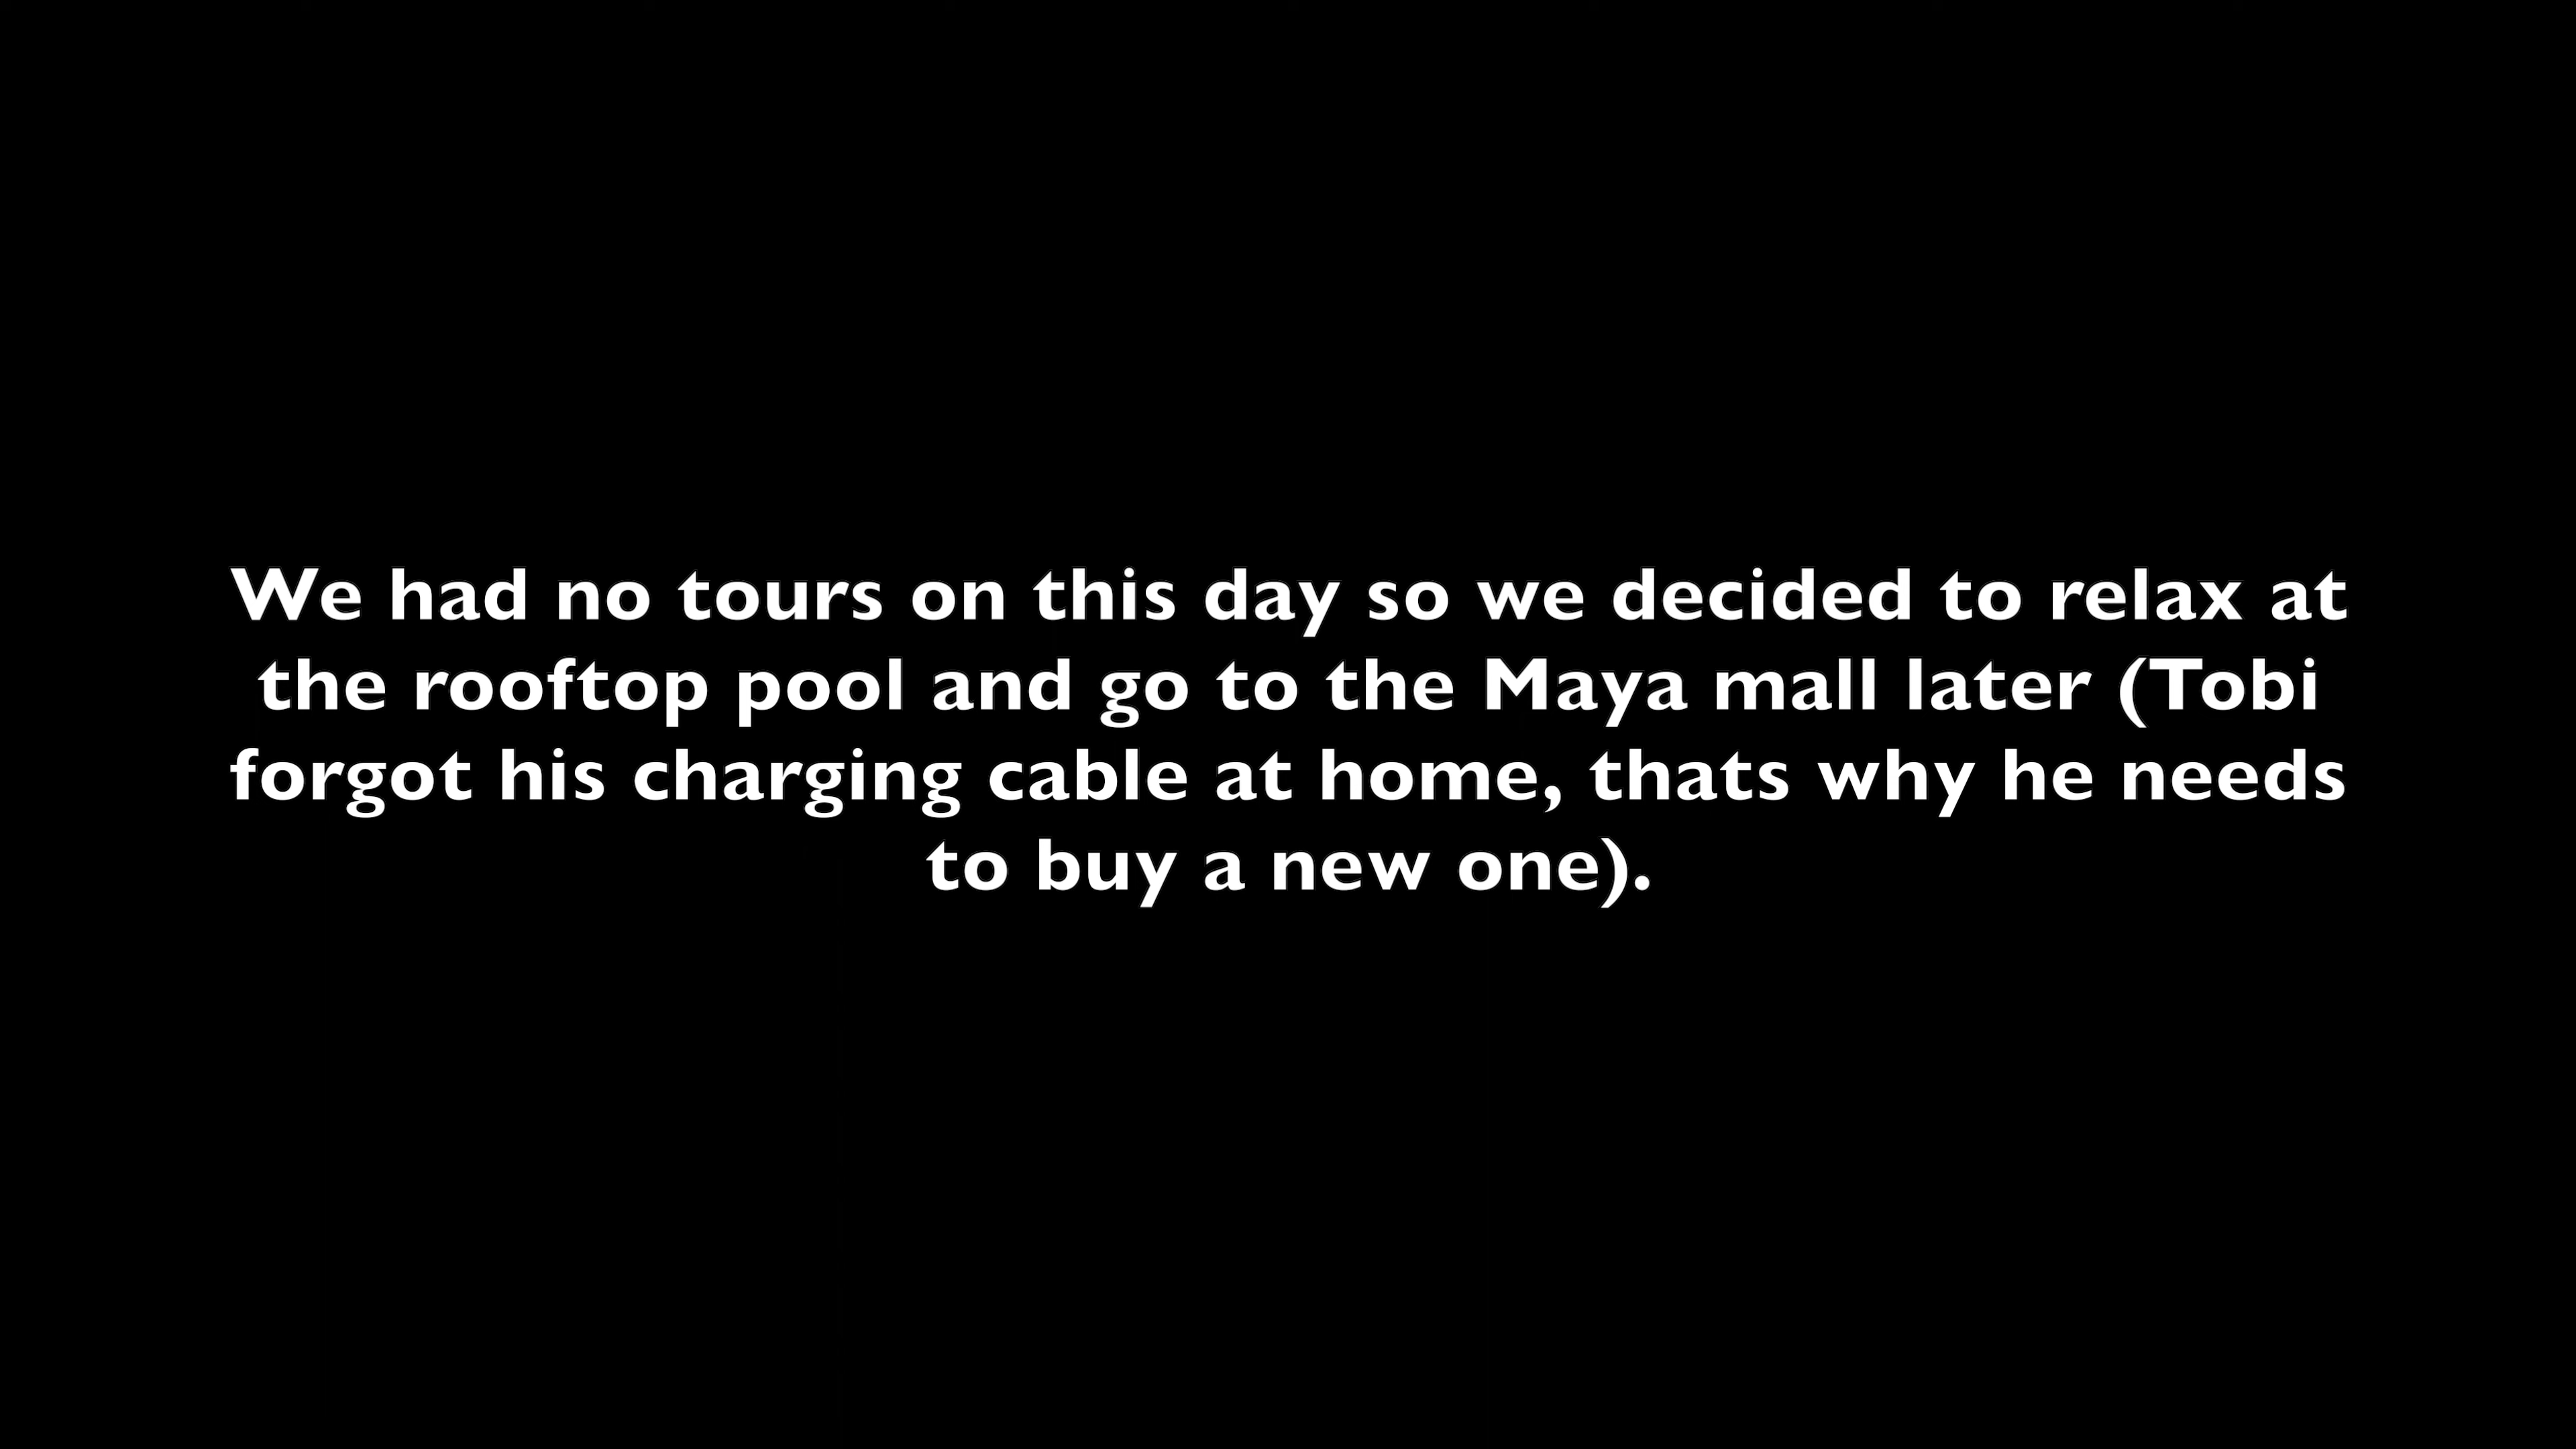 We had no tours on this day so we decided to relax at
the rooftop pool and go to the Maya mall later (Tobi
forgot his charging cable at home, thats why he needs
to buy a new one).